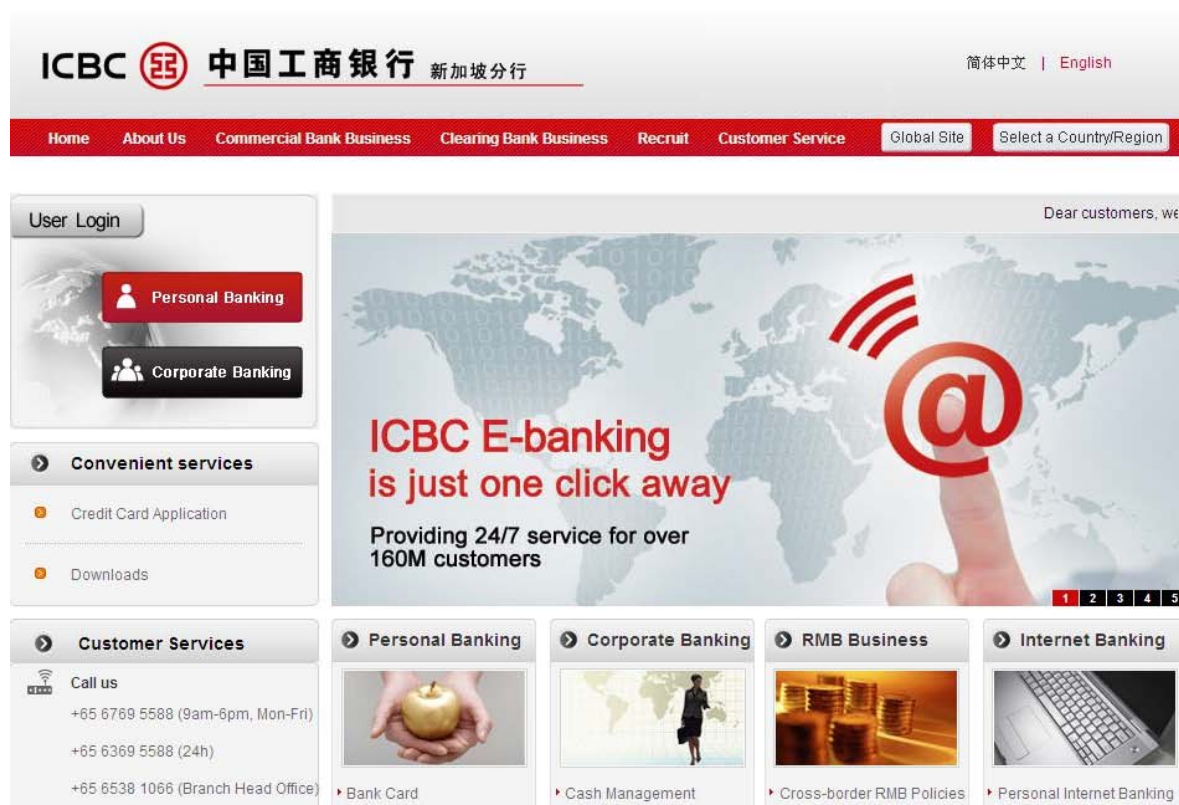 ICBC 中国工商银行 新加坡分行
简体中文 | English
Home About Us Commercial Bank Business Clearing Bank Business Recruit Customer Service Global Site Select a Country/Region
User Login
Personal Banking
Corporate Banking
Convenient services
Credit Card Application
Downloads
Dear customers, we
ICBC E-banking
is just one click away
Providing 24/7 service for over
160M customers
1 2 3 4 5
Customer Services
Call us
+65 6769 5588 (9am-6pm, Mon-Fri)
+65 6369 5588 (24h)
+65 6538 1066 (Branch Head Office)
Personal Banking
Bank Card
Corporate Banking
Cash Management
RMB Business
Cross-border RMB Policies
Internet Banking
Personal Internet Banking